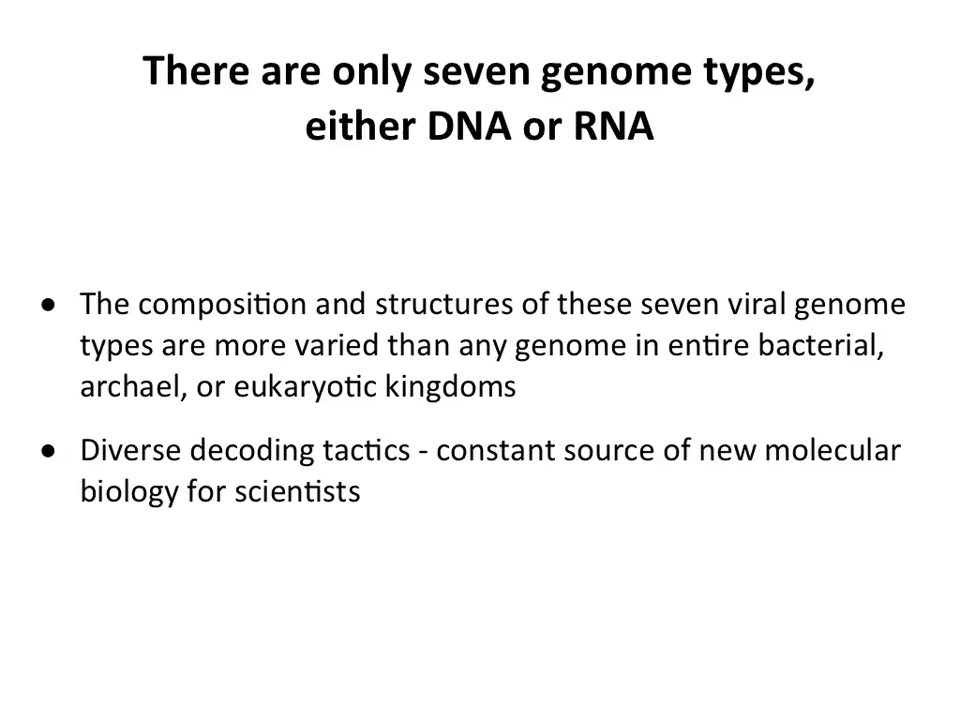 There are only seven genome types,
either DNA or RNA
• The composition and structures of these seven viral genome
types are more varied than any genome in entire bacterial,
archael, or eukaryotic kingdoms
• Diverse decoding tactics - constant source of new molecular
biology for scientists